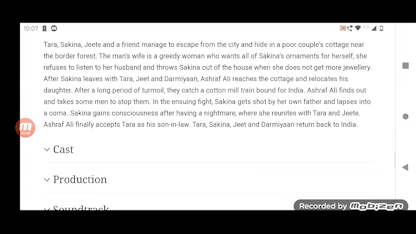 10:07
Tara, Sakina, Jeete and a friend manage to escape from the city and hide in a poor couple's cottage near
the border forest. The man's wife is a greedy woman who wants all of Sakina's ornaments for herself, she
refuses to listen to her husband and throws Sakina out of the house when she does not get more jewellery.
After Sakina leaves with Tara, Jeet and Darmiyaan, Ashraf Ali reaches the cottage and relocates his
daughter. After a long period of turmoil, they catch a cotton mill train bound for India. Ashraf Ali finds out
and takes some men to stop them. In the ensuing fight, Sakina gets shot by her own father and lapses into
a coma. Sakina gains consciousness after having a nightmare, where she reunites with Tara and Jeete.
Ashraf Ali finally accepts Tara as his son-in-law. Tara, Sakina, Jeet and Darmiyaan return back to India.
Cast
Production
Soundtrack
Recorded by Mobizen